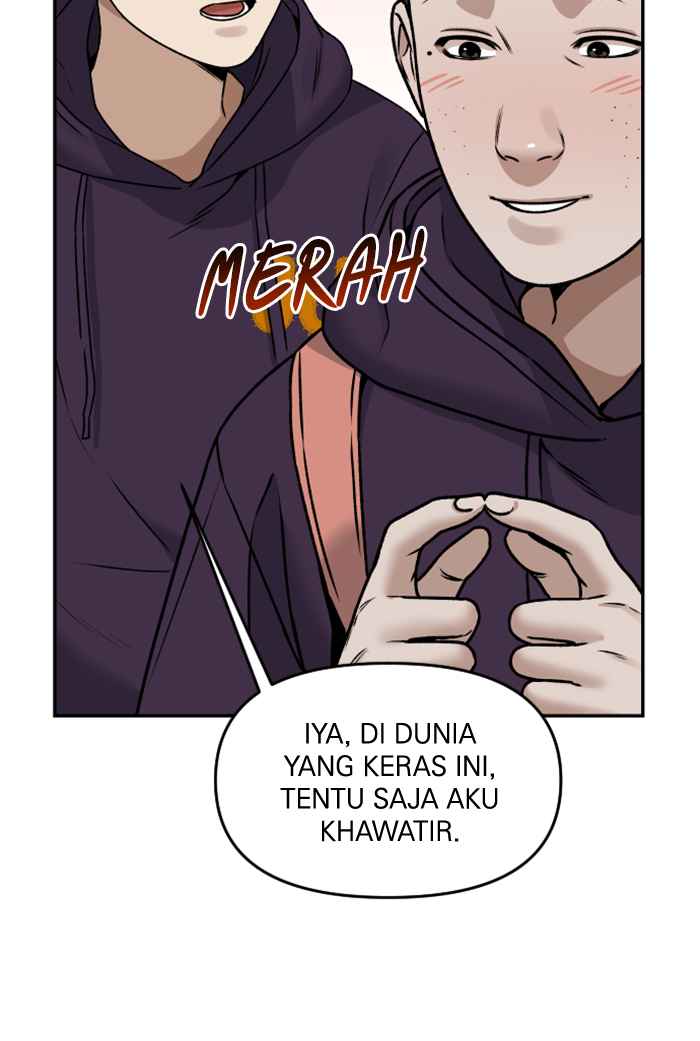 MERAH
IYA, DI DUNIA
YANG KERAS INI,
TENTU SAJA AKU
KHAWATIR.